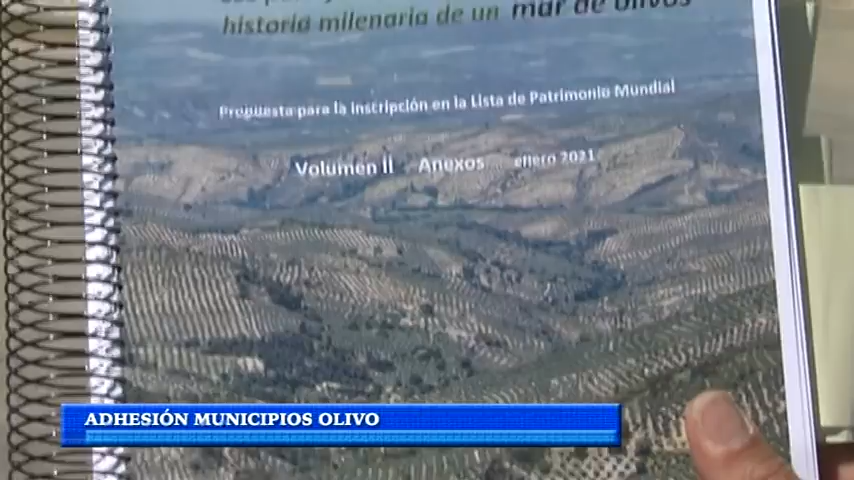 historia milenaria de un mar de olivos
Propuesta para la Inscripción en la Lista de Patrimonio Mundial
Volumen II Anexos enero 2021
ADHESIÓN MUNICIPIOS OLIVO